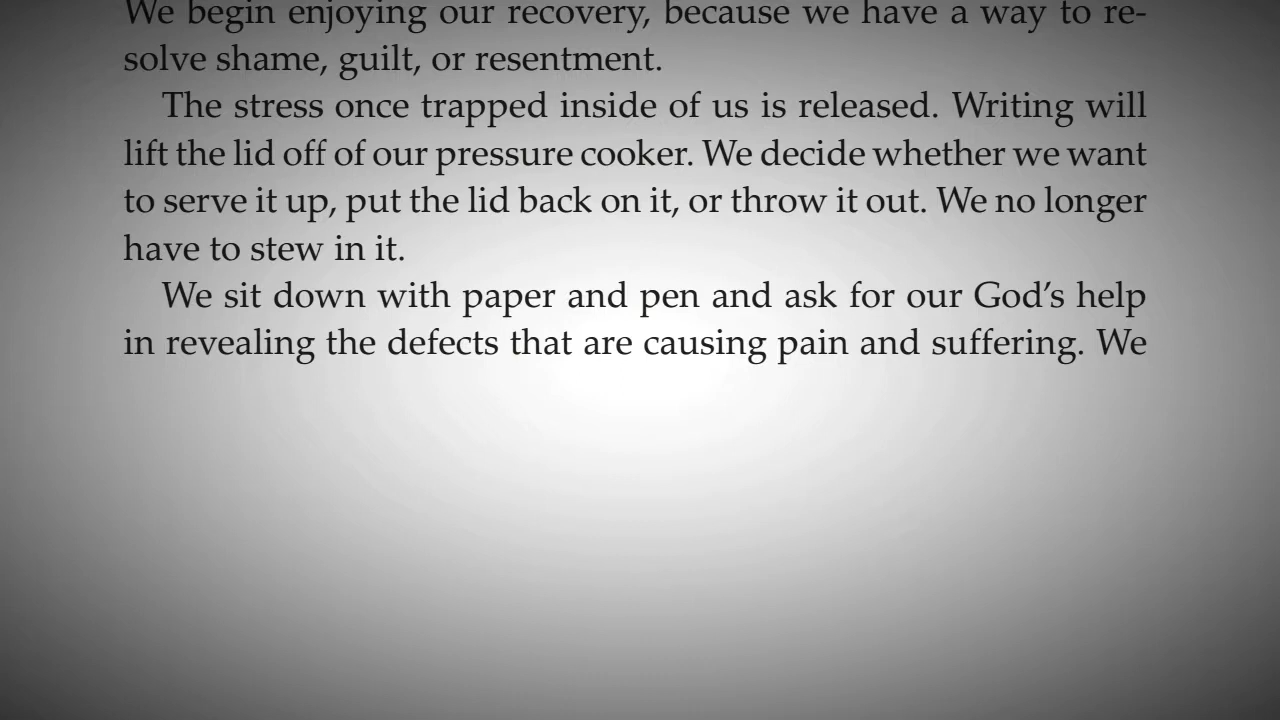 We begin enjoying our recovery, because we have a way to re-
solve shame, guilt, or resentment.
The stress once trapped inside of us is released. Writing will
lift the lid off of our pressure cooker. We decide whether we want
to serve it up, put the lid back on it, or throw it out. We no longer
have to stew in it.
We sit down with paper and pen and ask for our God’s help
in revealing the defects that are causing pain and suffering. We